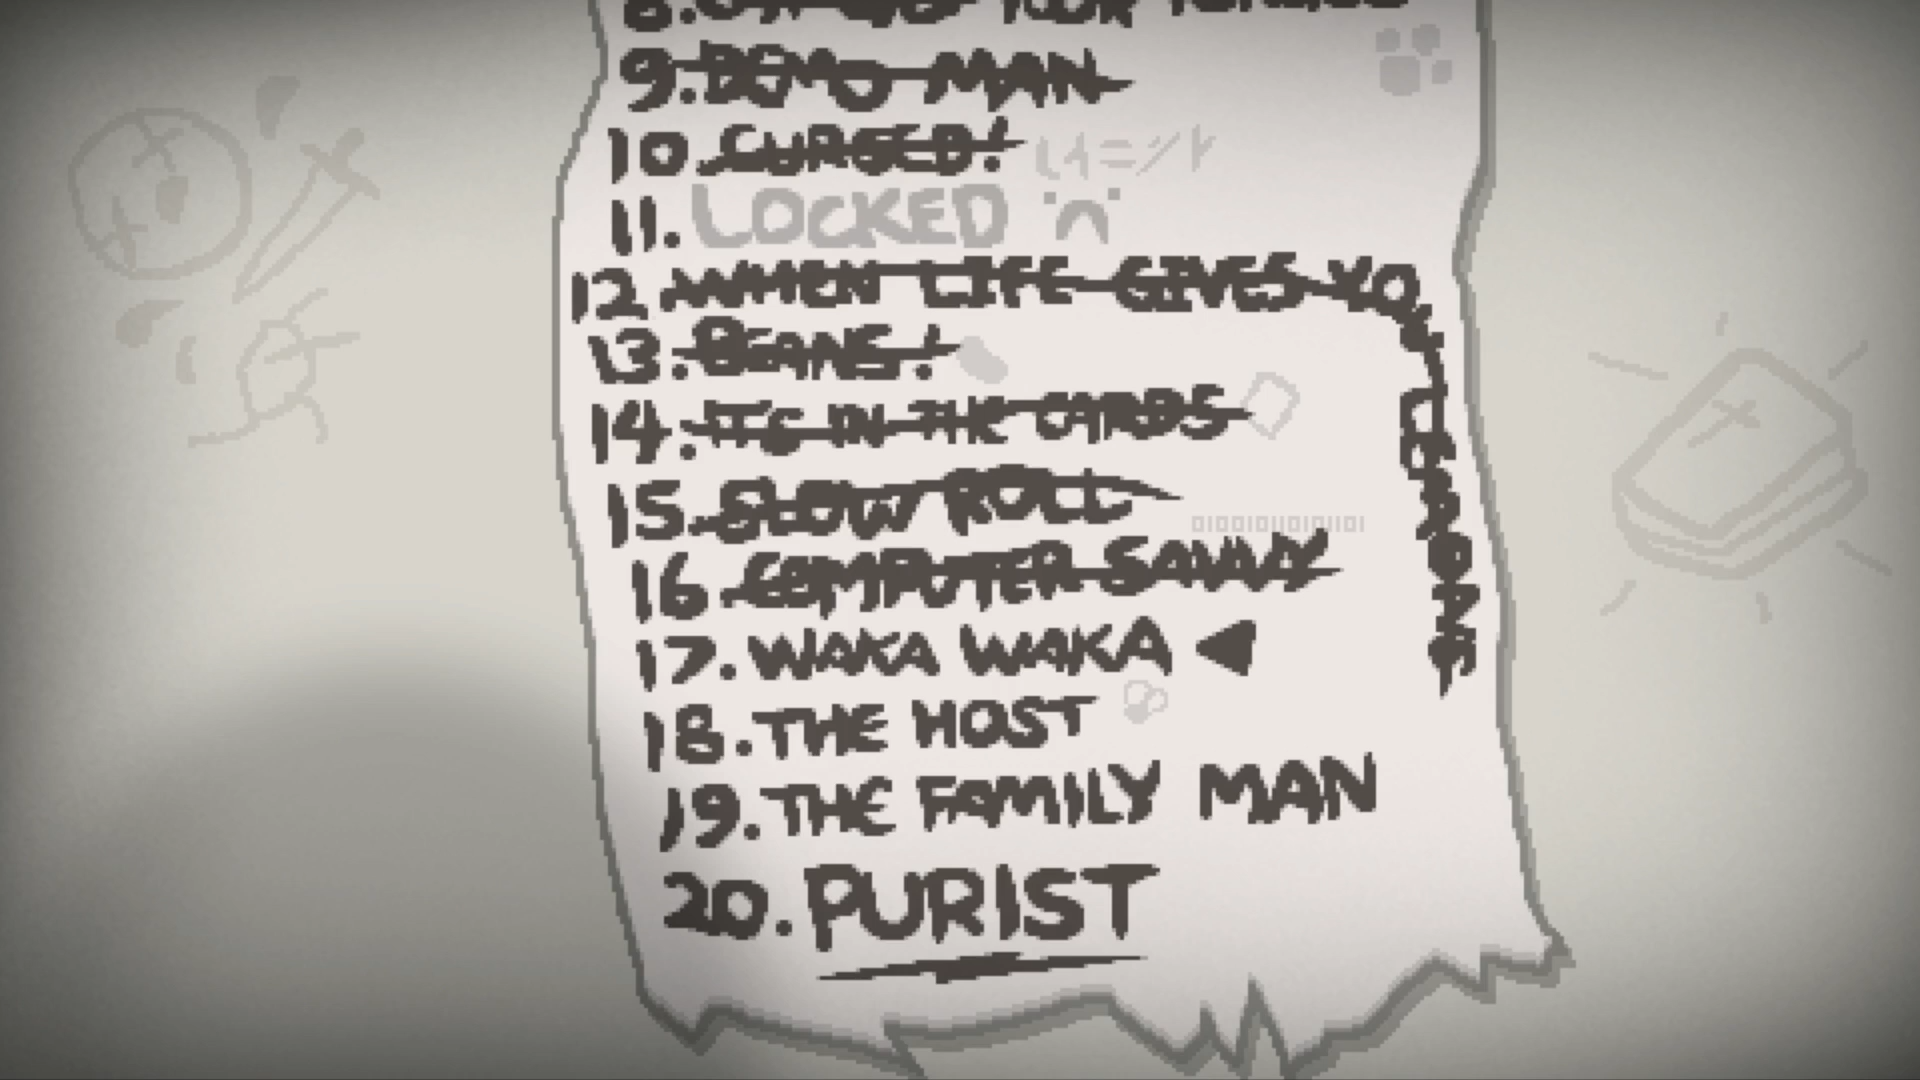 9. DEMO MAN
10. CURSED!
11. LOCKED
12 WHEN LIFE GIVES YOU LEMONS
13. BEANS!
14. IT'S IN THE CARDS
15. SLOW ROLL
010010110101101
16. COMPUTER SAVVY
17. WAKA WAKA
18. THE HOST
19. THE FAMILY MAN
20. PURIST